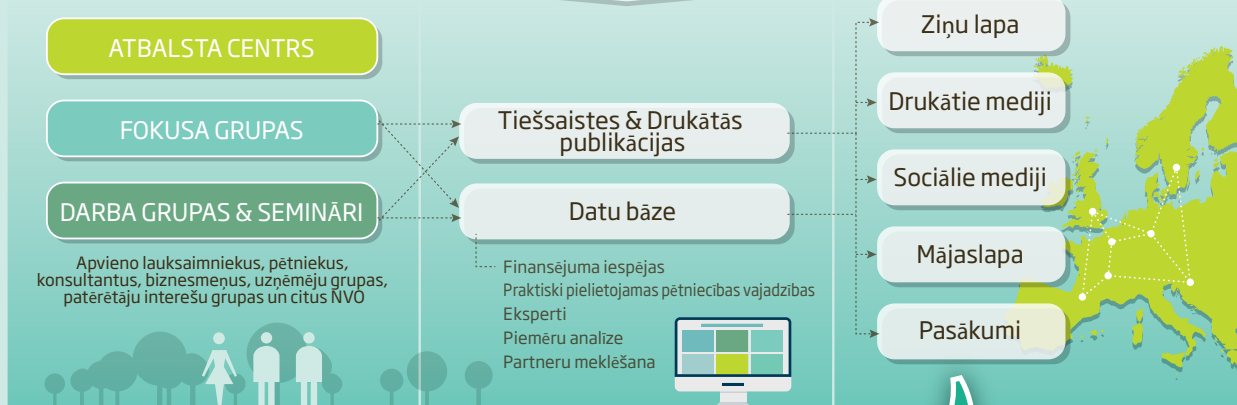 ATBALSTA CENTRS
FOKUSA GRUPAS
DARBA GRUPAS & SEMINĀRI
Apvieno lauksaimniekus, pētniekus,
konsultantus, biznesmeņus, uzņēmēju grupas,
patērētāju interešu grupas un citus NVO
Tiešsaistes & Drukātās
publikācijas
Datu bāze
Finansējuma iespējas
Praktiski pielietojamas pētniecības vajadzības
Eksperti
Piemēru analīze
Partneru meklēšana
Ziņu lapa
Drukātie mediji
Sociālie mediji
Mājaslapa
Pasākumi